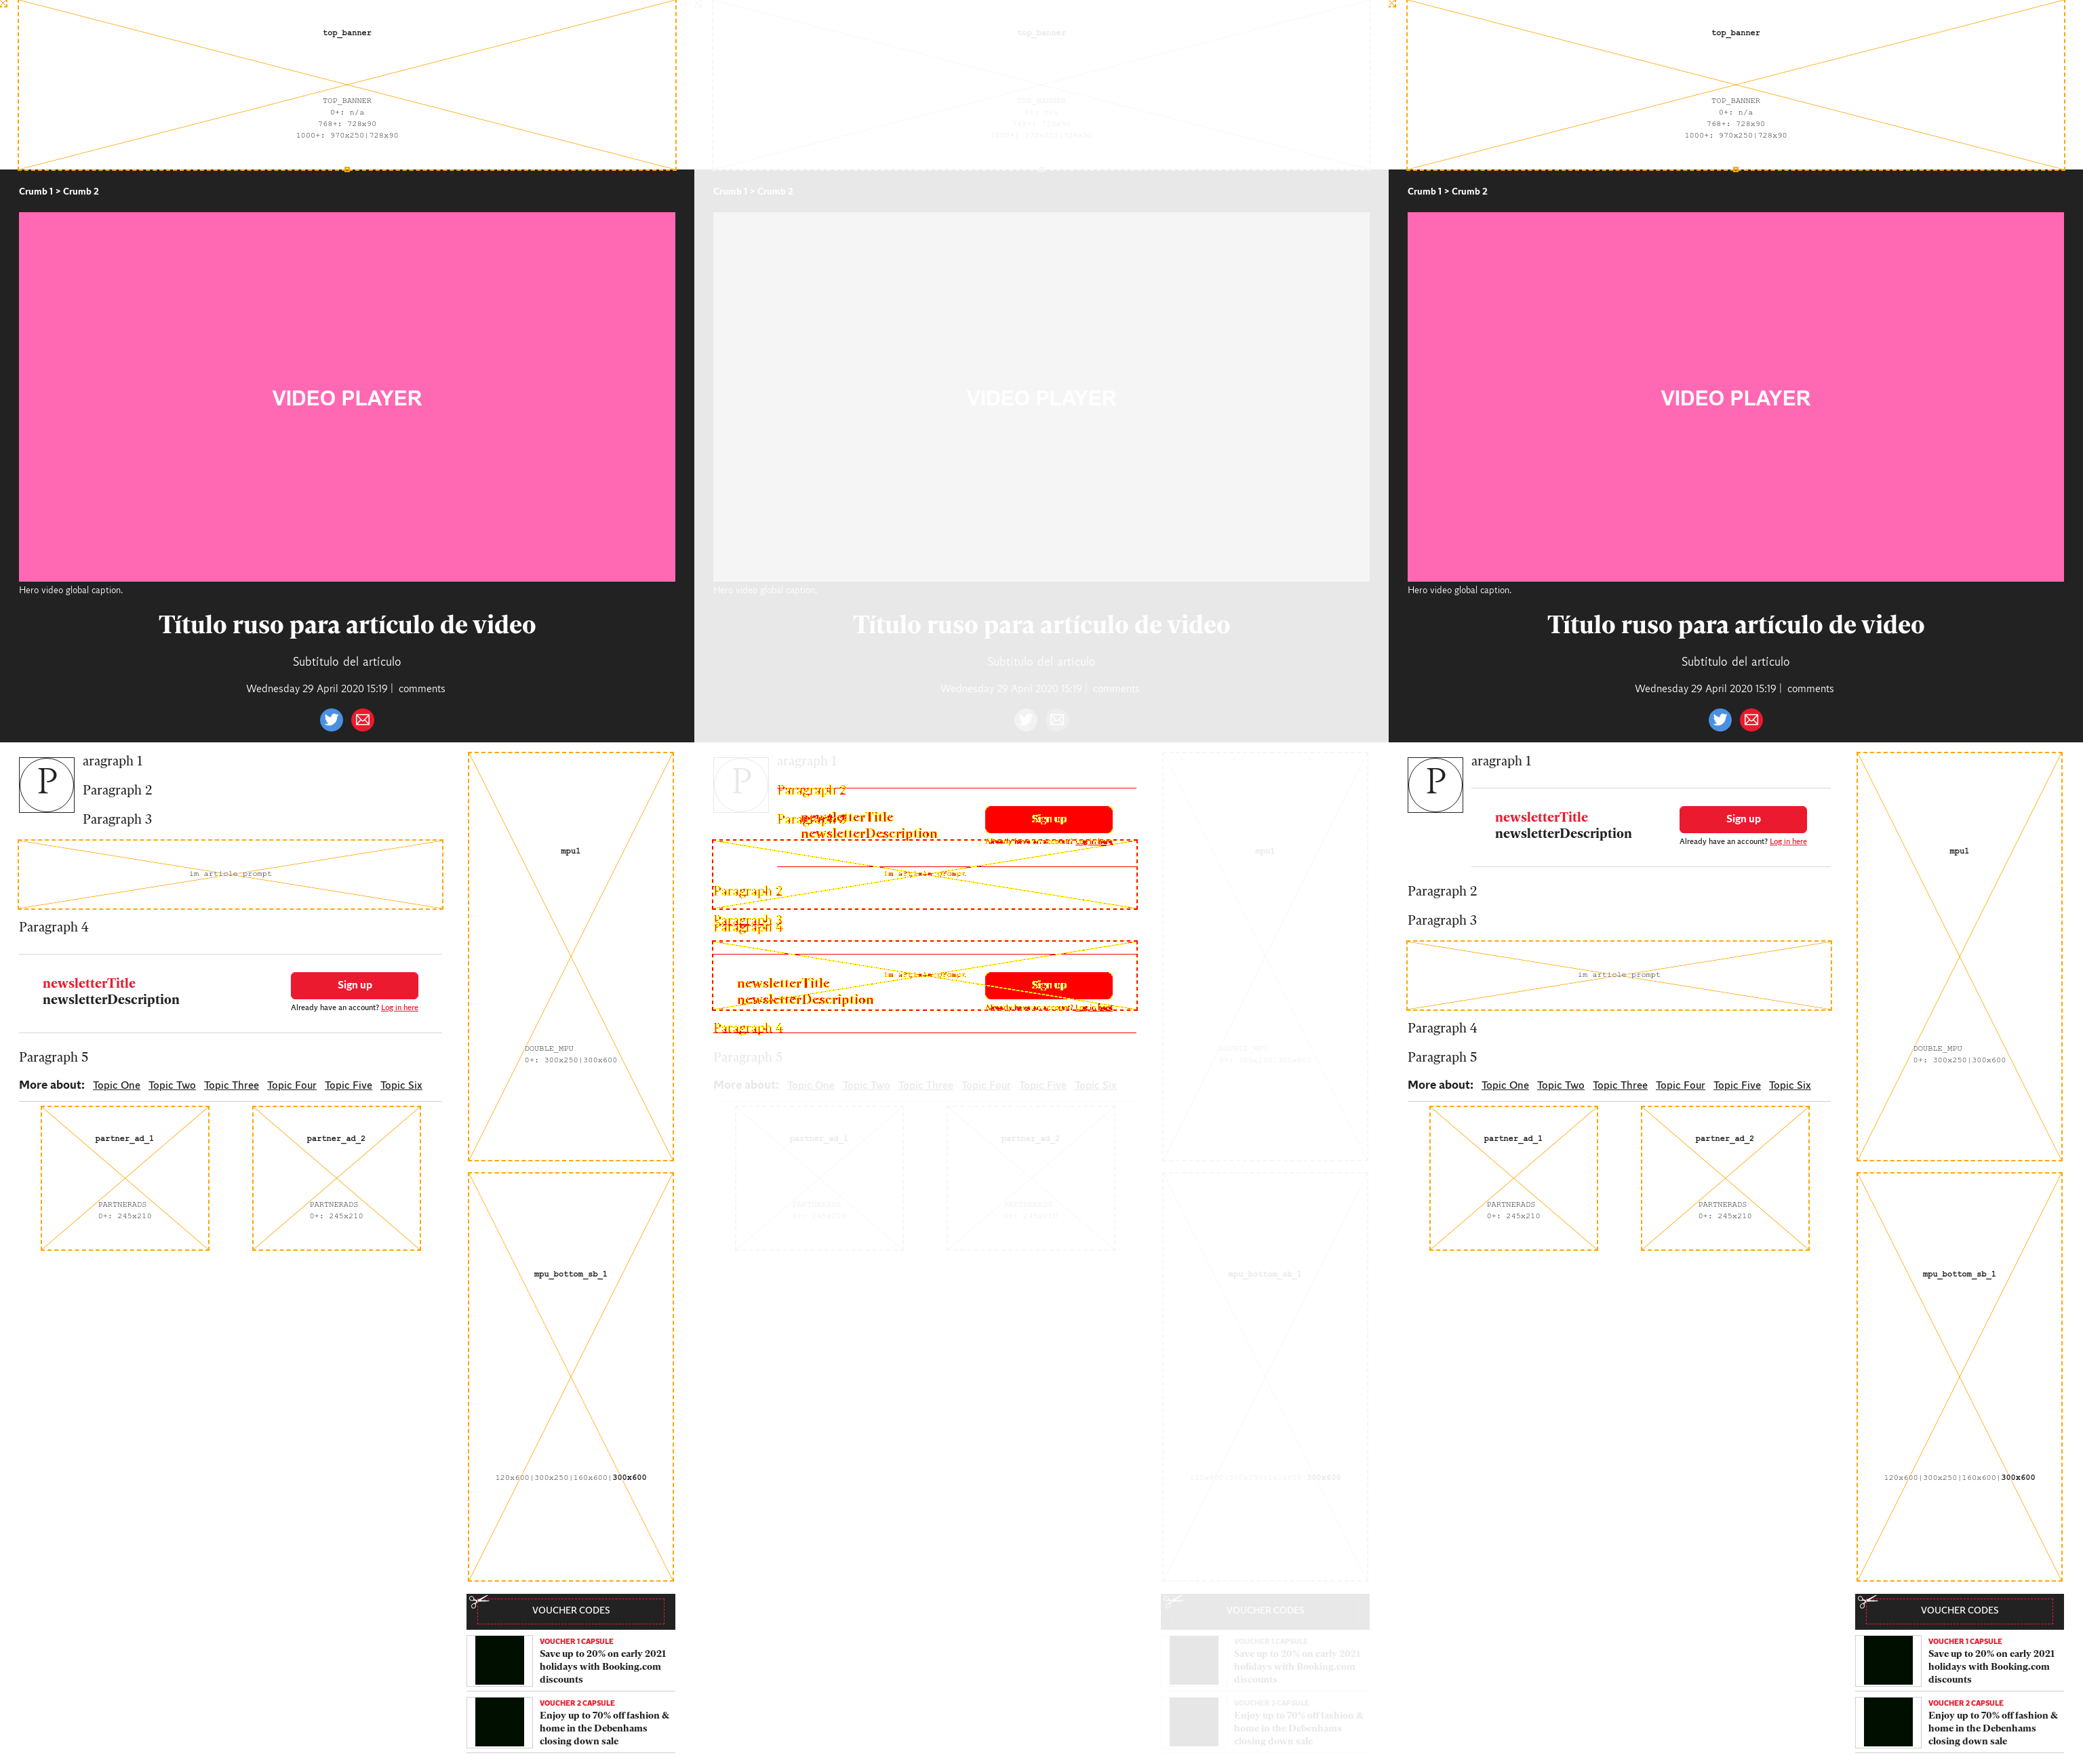 top_banner
TOP_BANNER
0+: n/a
768+: 728x90
1000+: 970x250|728x90
Crumb 1 > Crumb 2
VIDEO PLAYER
Hero video global caption.
Título ruso para artículo de video
Subtítulo del artículo
Wednesday 29 April 2020 15:19 | comments
P
aragraph 1
Paragraph 2
Paragraph 3
im article prompt
Paragraph 4
newsletterTitle
newsletterDescription
Sign up
Already have an account? Log in here
Paragraph 5
More about: Topic One Topic Two Topic Three Topic Four Topic Five Topic Six
partner_ad_1
PARTNERADS
0+: 245x210
partner_ad_2
PARTNERADS
0+: 245x210
mpu1
DOUBLE_MPU
0+: 300x250|300x600
mpu_bottom_sb_1
120x600|300x250|160x600|300x600
VOUCHER CODES
VOUCHER 1 CAPSULE
Save up to 20% on early 2021
holidays with Booking.com
discounts
VOUCHER 2 CAPSULE
Enjoy up to 70% off fashion &
home in the Debenhams
closing down sale
top_banner
TOP_BANNER
0+: n/a
768+: 728x90
1000+: 970x250|728x90
Crumb 1 > Crumb 2
VIDEO PLAYER
Hero video global caption.
Título ruso para artículo de video
Subtítulo del artículo
Wednesday 29 April 2020 15:19 | comments
P
aragraph 1
Paragraph 2
Paragraph 3
newsletterTitle
newsletterDescription
Sign up
Already have an account? Log in here
im article prompt
Paragraph 2
Paragraph 3
Paragraph 4
im article prompt
newsletterTitle
newsletterDescription
Sign up
Already have an account? Log in here
Paragraph 4
Paragraph 5
More about: Topic One Topic Two Topic Three Topic Four Topic Five Topic Six
partner_ad_1
PARTNERADS
0+: 245x210
partner_ad_2
PARTNERADS
0+: 245x210
mpu1
DOUBLE_MPU
0+: 300x250|300x600
mpu_bottom_sb_1
120x600|300x250|160x600|300x600
VOUCHER CODES
VOUCHER 1 CAPSULE
Save up to 20% on early 2021
holidays with Booking.com
discounts
VOUCHER 2 CAPSULE
Enjoy up to 70% off fashion &
home in the Debenhams
closing down sale
top_banner
TOP_BANNER
0+: n/a
768+: 728x90
1000+: 970x250|728x90
Crumb 1 > Crumb 2
VIDEO PLAYER
Hero video global caption.
Título ruso para artículo de video
Subtítulo del artículo
Wednesday 29 April 2020 15:19 | comments
P
aragraph 1
newsletterTitle
newsletterDescription
Sign up
Already have an account? Log in here
Paragraph 2
Paragraph 3
im article prompt
Paragraph 4
Paragraph 5
More about: Topic One Topic Two Topic Three Topic Four Topic Five Topic Six
partner_ad_1
PARTNERADS
0+: 245x210
partner_ad_2
PARTNERADS
0+: 245x210
mpu1
DOUBLE_MPU
0+: 300x250|300x600
mpu_bottom_sb_1
120x600|300x250|160x600|300x600
VOUCHER CODES
VOUCHER 1 CAPSULE
Save up to 20% on early 2021
holidays with Booking.com
discounts
VOUCHER 2 CAPSULE
Enjoy up to 70% off fashion &
home in the Debenhams
closing down sale